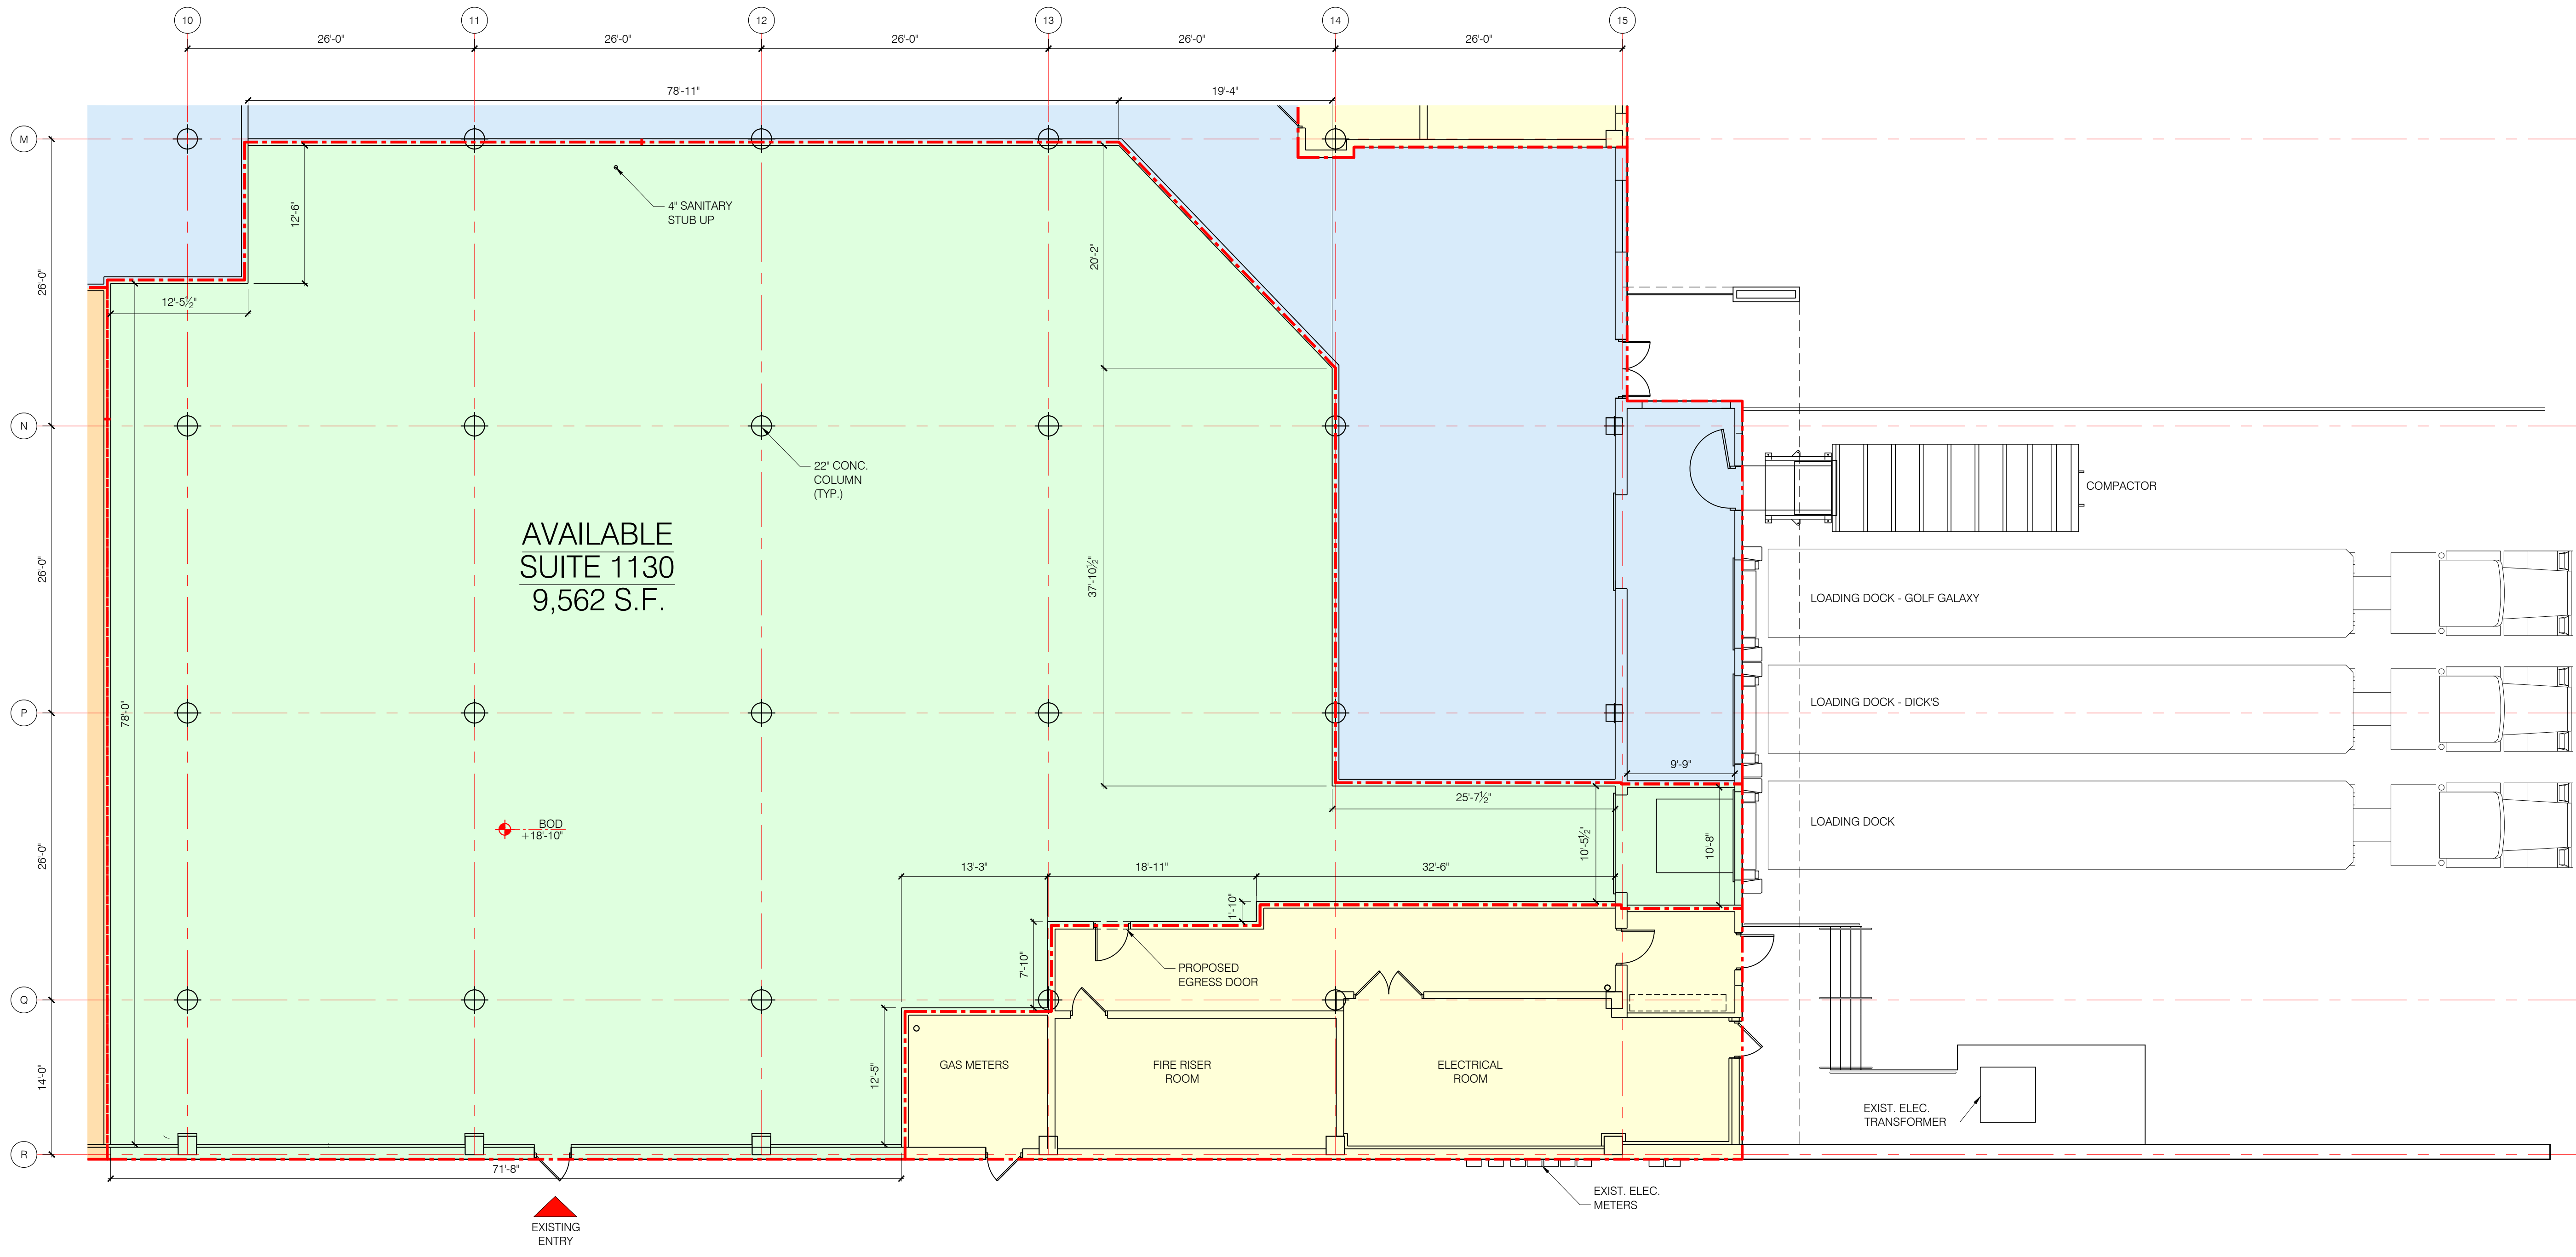 10 11 12 13 14 15
26'-0" 26'-0" 26'-0" 26'-0" 26'-0"
78'-11" 19'-4"
M
4" SANITARY
STUB UP
12'-6"
20'-2"
26'-0"
12'-5½"
N
22" CONC.
COLUMN
(TYP.)
COMPACTOR
AVAILABLE
SUITE 1130
9,562 S.F.
26'-0"
37'-10½"
LOADING DOCK - GOLF GALAXY
LOADING DOCK - DICK'S
P
78'-0"
9'-9"
25'-7½"
BOD
+18'-10"
LOADING DOCK
26'-0"
10'-5½"
10'-8"
13'-3" 18'-11" 32'-6"
1'-10"
7'-10"
PROPOSED
EGRESS DOOR
Q
14'-0"
12'-5"
GAS METERS
FIRE RISER
ROOM
ELECTRICAL
ROOM
EXIST. ELEC.
TRANSFORMER
R
71'-8"
EXIST. ELEC.
METERS
EXISTING
ENTRY